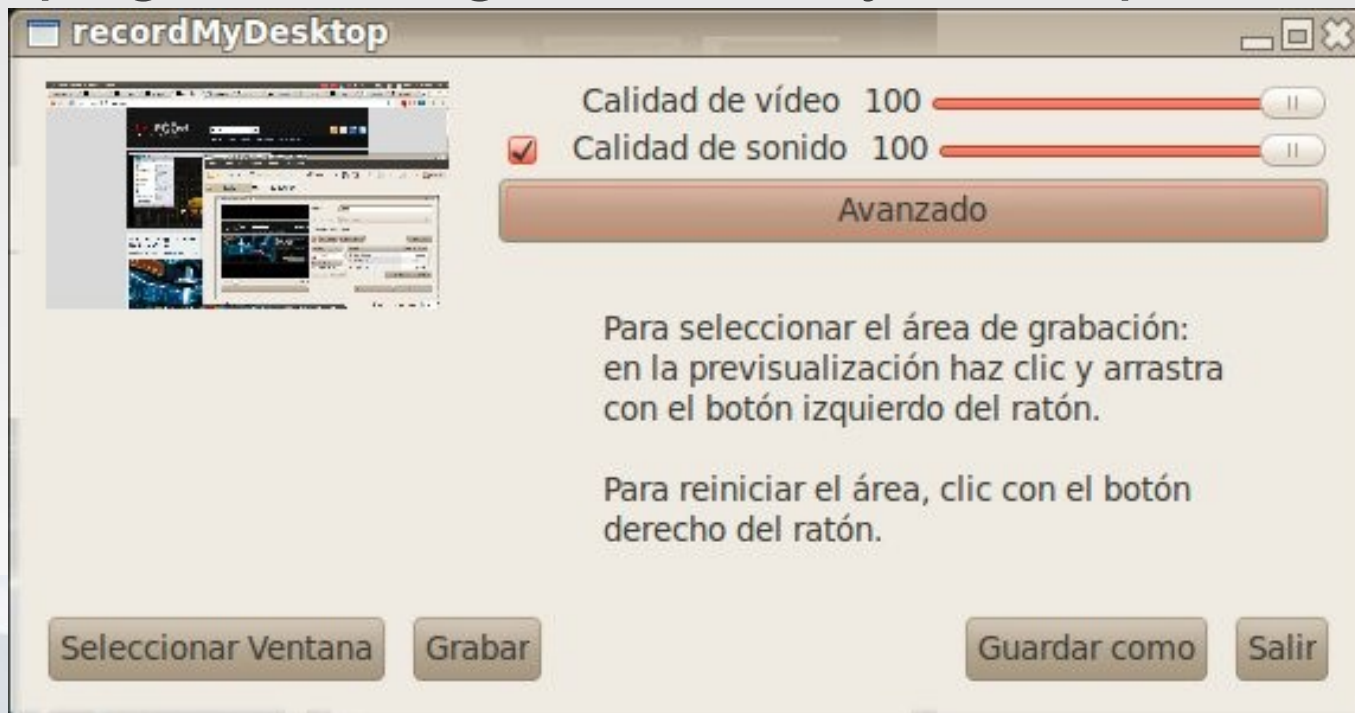 recordMyDesktop
Calidad de vídeo 100
Calidad de sonido 100
Avanzado
Para seleccionar el área de grabación:
en la previsualización haz clic y arrastra
con el botón izquierdo del ratón.
Para reiniciar el área, clic con el botón
derecho del ratón.
Seleccionar Ventana
Grabar
Guardar como
Salir